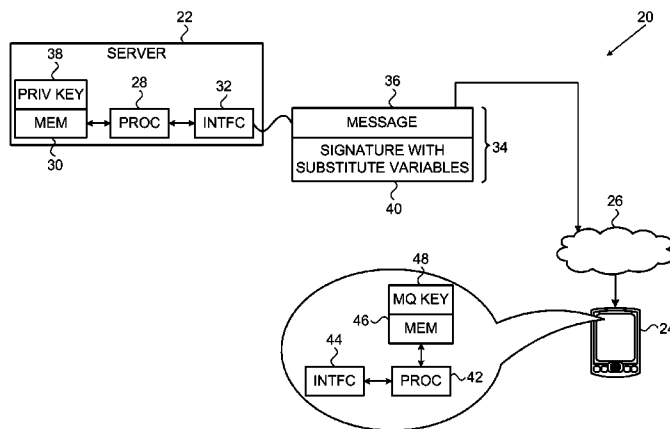 22
20
SERVER
38
28
32
36
PRIV KEY
MEM
PROC
INTFC
MESSAGE
SIGNATURE WITH
SUBSTITUTE VARIABLES
34
30
40
26
48
MQ KEY
46
MEM
24
44
INTFC
PROC
42